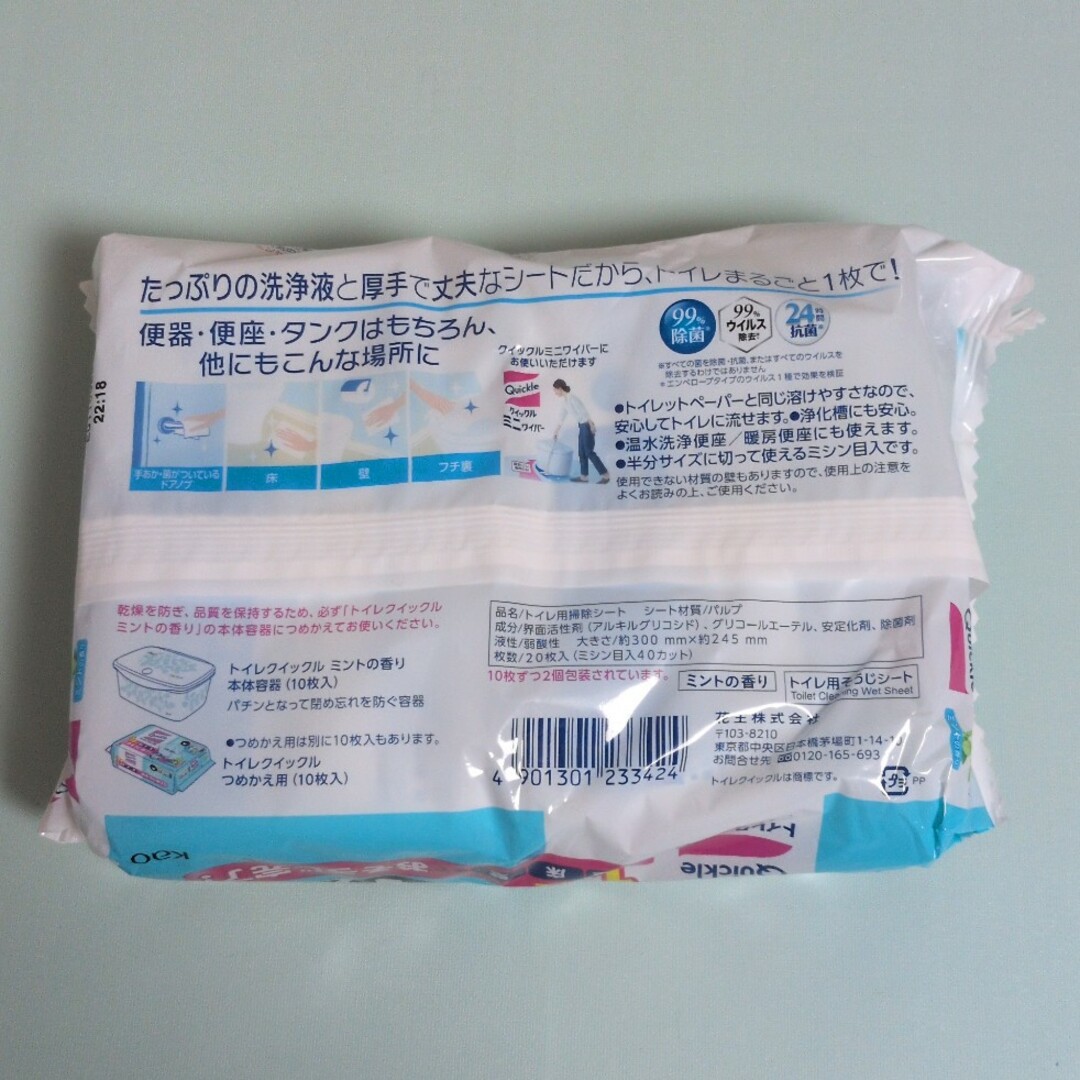 たっぷりの洗浄液と厚手で丈夫なシートだから、トイレまるごと1枚で!
便器・便座・タンクはもちろん、
他にもこんな場所に
22:18
手あか・菌がついている
ドアノブ
床
壁
フチ裏
クイックルミニワイパーに
お使いいただけます
Quickle
クイックル
ミニワイパー
99%
除菌※
99%
ウイルス
除去※
24時間
抗菌※
※すべての菌を除菌・抗菌、またはすべてのウイルスを
除去するわけではありません
＊エンベロープタイプのウイルス1種で効果を検証
●トイレットペーパーと同じ溶けやすさなので、
安心してトイレに流せます。●浄化槽にも安心。
●温水洗浄便座／暖房便座にも使えます。
●半分サイズに切って使えるミシン目入です。
使用できない材質の壁もありますので、使用上の注意を
よくお読みの上、ご使用ください。
乾燥を防ぎ、品質を保持するため、必ず「トイレクイックル
ミントの香り」の本体容器につめかえてお使いください。
トイレクイックル ミントの香り
本体容器（10枚入）
パチンとなって閉め忘れを防ぐ容器
●つめかえ用は別に10枚入もあります。
トイレクイックル
つめかえ用（10枚入）
品名/トイレ用掃除シート シート材質/パルプ
成分/界面活性剤（アルキルグリコシド）、グリコールエーテル、安定化剤、除菌剤
液性/弱酸性 大きさ/約300 mm×約245 mm
枚数/20枚入（ミシン目入40カット）
10枚ずつ2個包装されています。
ミントの香り
トイレ用そうじシート
Toilet Cleaning Wet Sheet
4 901301 233424
花王株式会社
〒103-8210
東京都中央区日本橋茅場町1-14-10
お問合せ先 0120-165-693
トイレクイックルは商標です。
プラ
PP
Kao
Quickle
Quickle